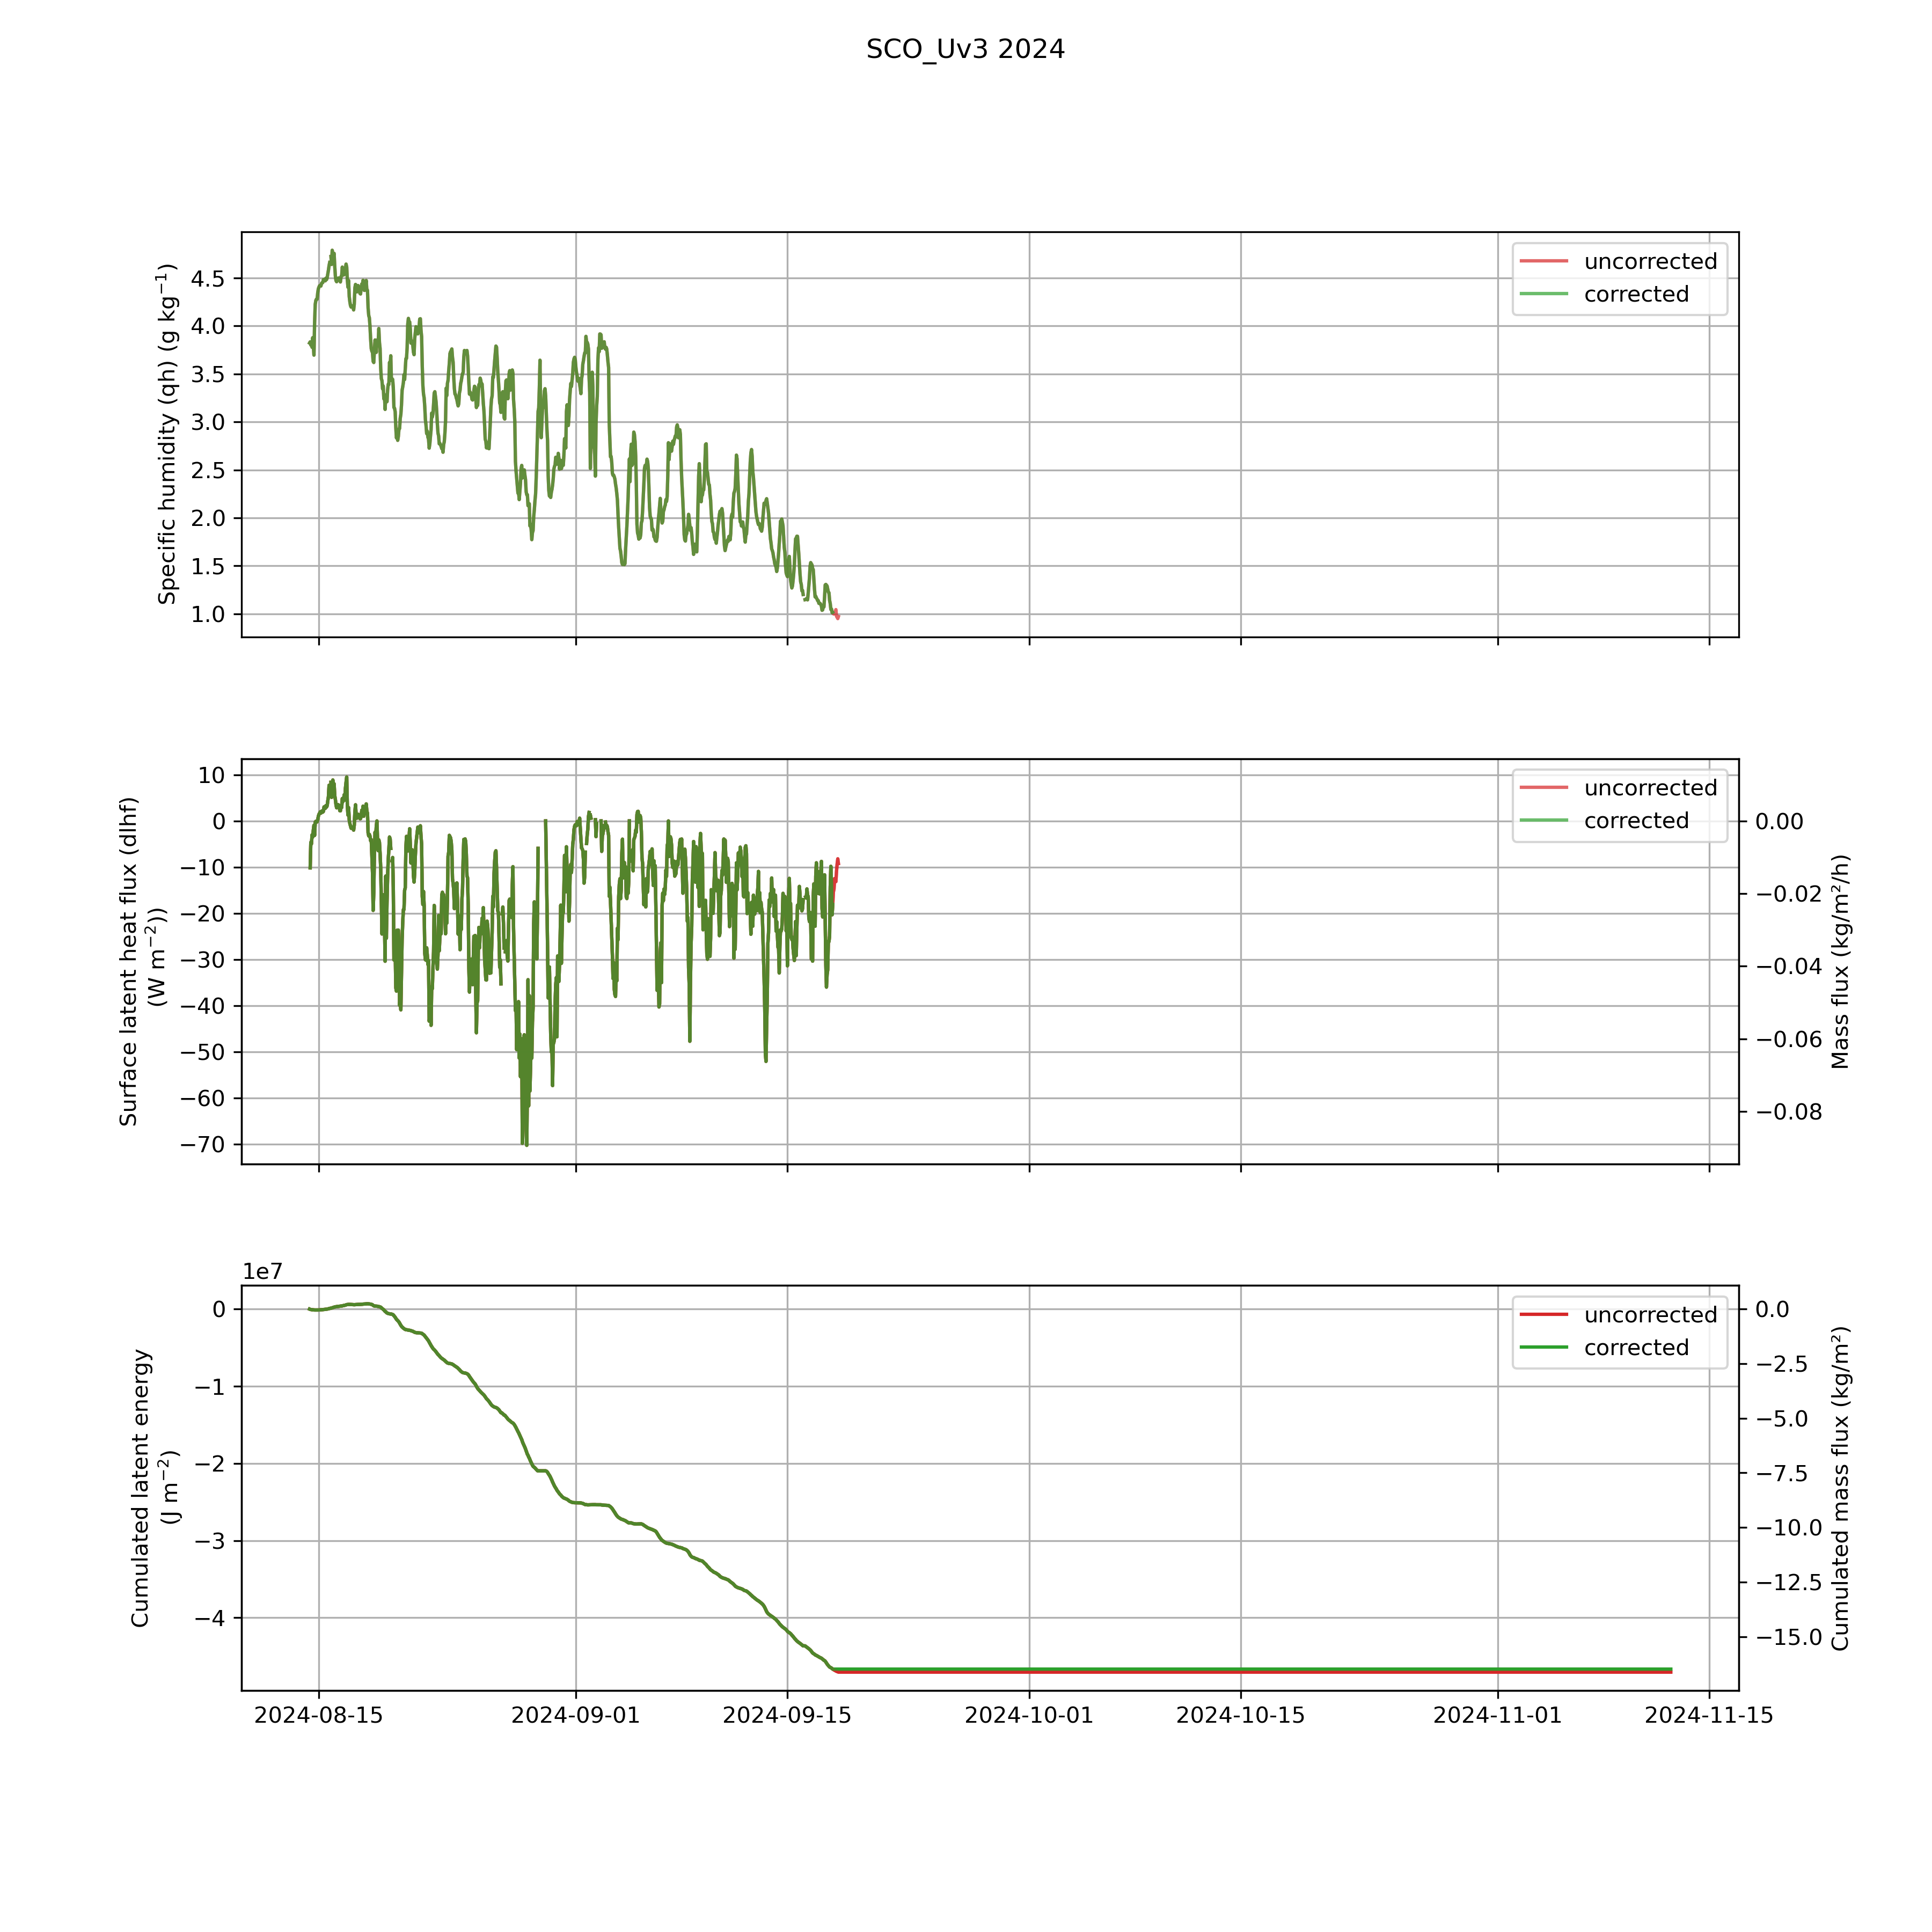 SCO_Uv3 2024
Specific humidity (qh) (g kg⁻¹)
4.5
4.0
3.5
3.0
2.5
2.0
1.5
1.0
uncorrected
corrected
Surface latent heat flux (dlhf)
(W m⁻²))
10
0
−10
−20
−30
−40
−50
−60
−70
uncorrected
corrected
0.00
−0.02
−0.04
−0.06
−0.08
Mass flux (kg/m²/h)
1e7
Cumulated latent energy
(J m⁻²)
0
−1
−2
−3
−4
uncorrected
corrected
0.0
−2.5
−5.0
−7.5
−10.0
−12.5
−15.0
Cumulated mass flux (kg/m²)
2024-08-15
2024-09-01
2024-09-15
2024-10-01
2024-10-15
2024-11-01
2024-11-15